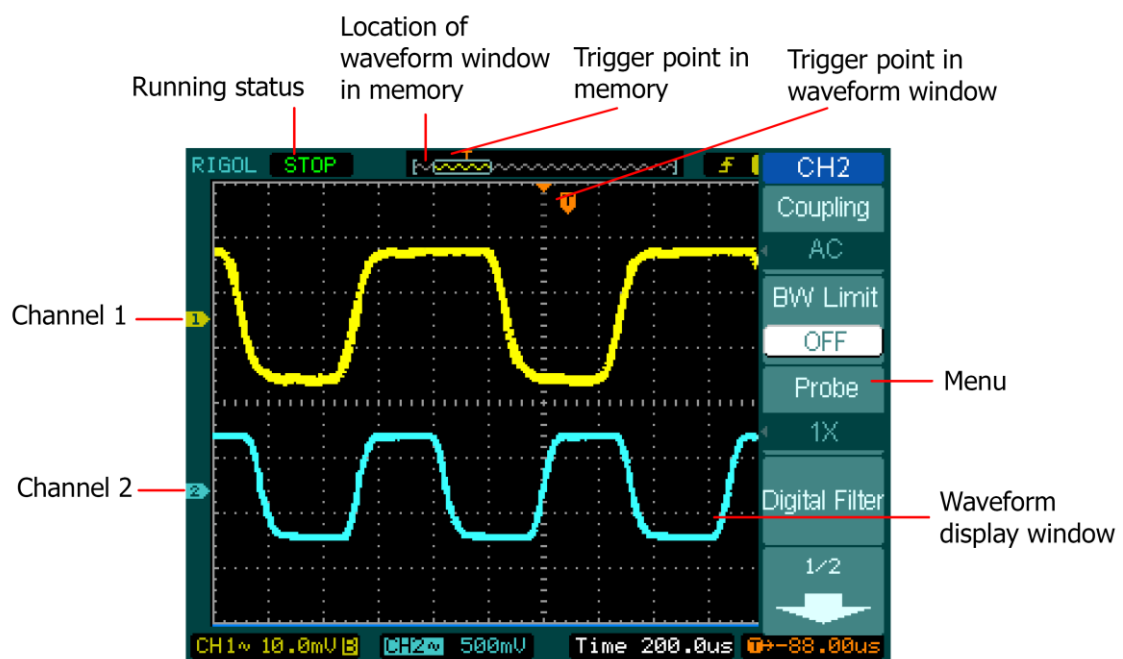 Location of
waveform window
in memory
Trigger point in
memory
Trigger point in
waveform window
Running status
RIGOL STOP
T
CH2
T
Coupling
AC
Channel 1
1
BW Limit
OFF
Probe
Menu
1X
Channel 2
2
Digital Filter
Waveform
display window
1/2
CH1~ 10.0mV B CH2~ 500mV Time 200.0us T→-88.00us